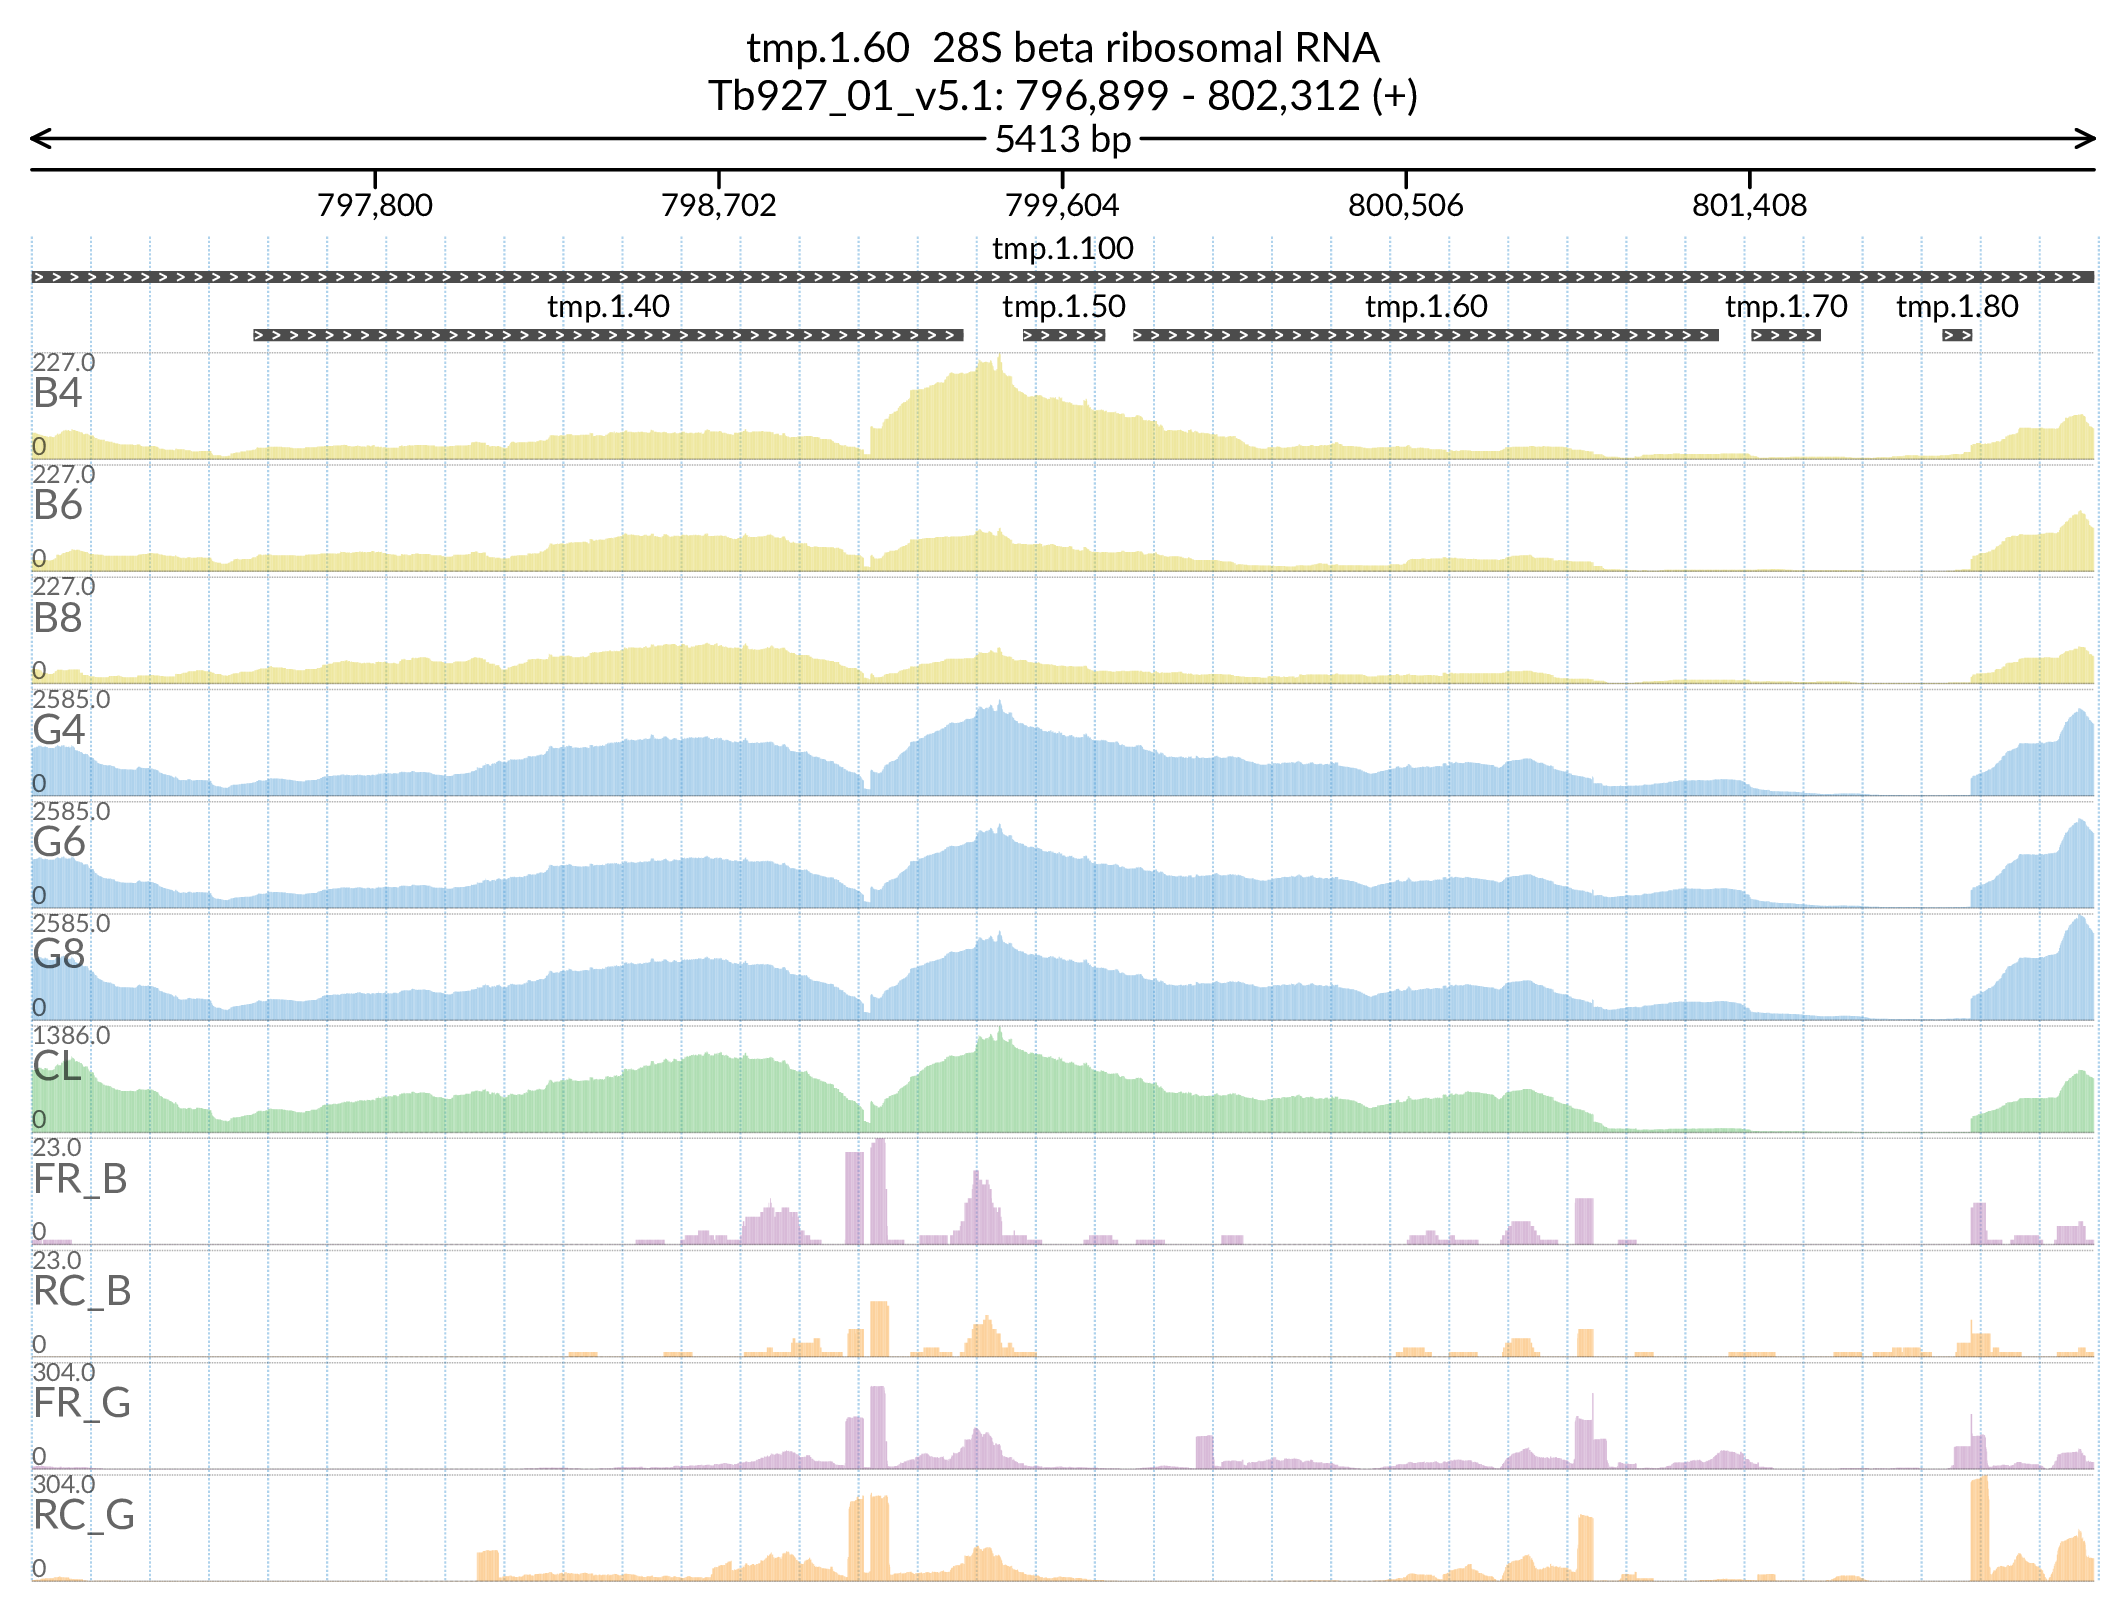 tmp.1.60 28S beta ribosomal RNA
Tb927_01_v5.1: 796,899 - 802,312 (+)
5413 bp
797,800 798,702 799,604 800,506 801,408
tmp.1.100
tmp.1.40 tmp.1.50 tmp.1.60 tmp.1.70 tmp.1.80
227.0
B4
0
227.0
B6
0
227.0
B8
0
2585.0
G4
0
2585.0
G6
0
2585.0
G8
0
1386.0
CL
0
23.0
FR_B
0
23.0
RC_B
0
304.0
FR_G
0
304.0
RC_G
0